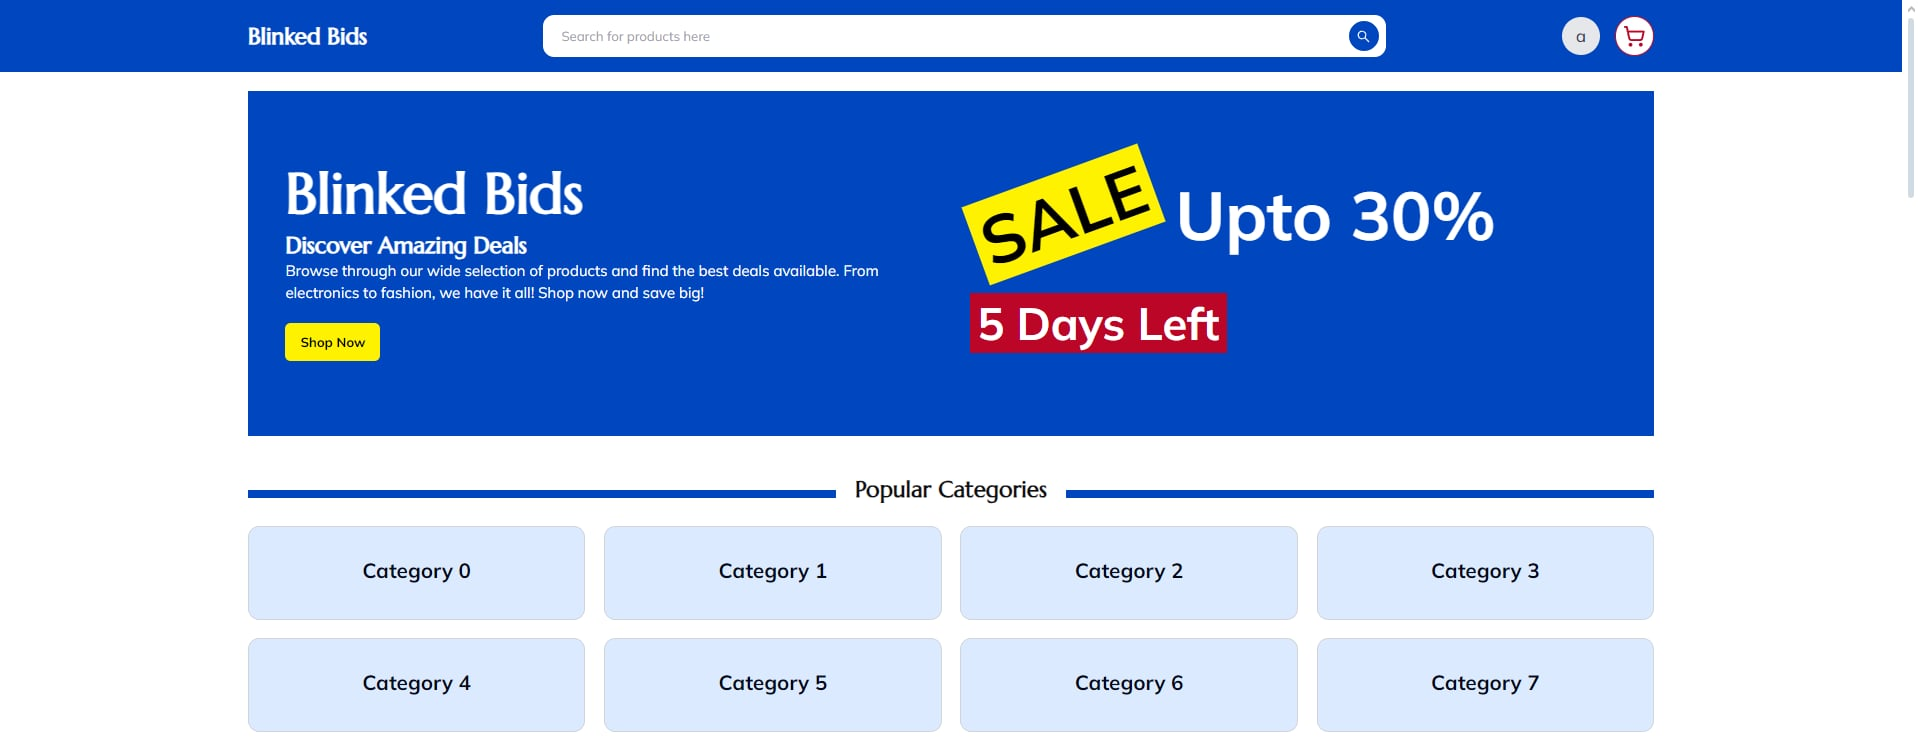 Blinked Bids
Search for products here
a
Blinked Bids
Discover Amazing Deals
Browse through our wide selection of products and find the best deals available. From
electronics to fashion, we have it all! Shop now and save big!
Shop Now
SALE Upto 30%
5 Days Left
Popular Categories
Category 0
Category 1
Category 2
Category 3
Category 4
Category 5
Category 6
Category 7